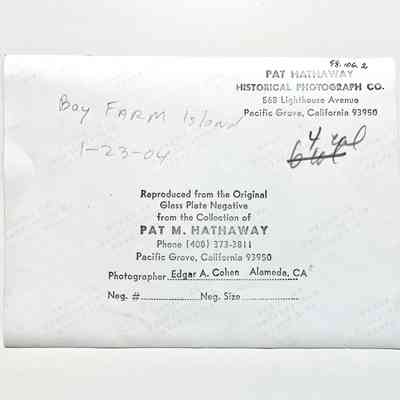 98.106.2
PAT HATHAWAY
HISTORICAL PHOTOGRAPH CO.
568 Lighthouse Avenue
Pacific Grove, California 93950
Bay FARM Island
1-23-04
4
Reproduced from the Original
Glass Plate Negative
from the Collection of
PAT M. HATHAWAY
Phone (408) 373-3811
Pacific Grove, California 93950
Photographer Edgar A. Cohen Alameda, CA
Neg. # Neg. Size